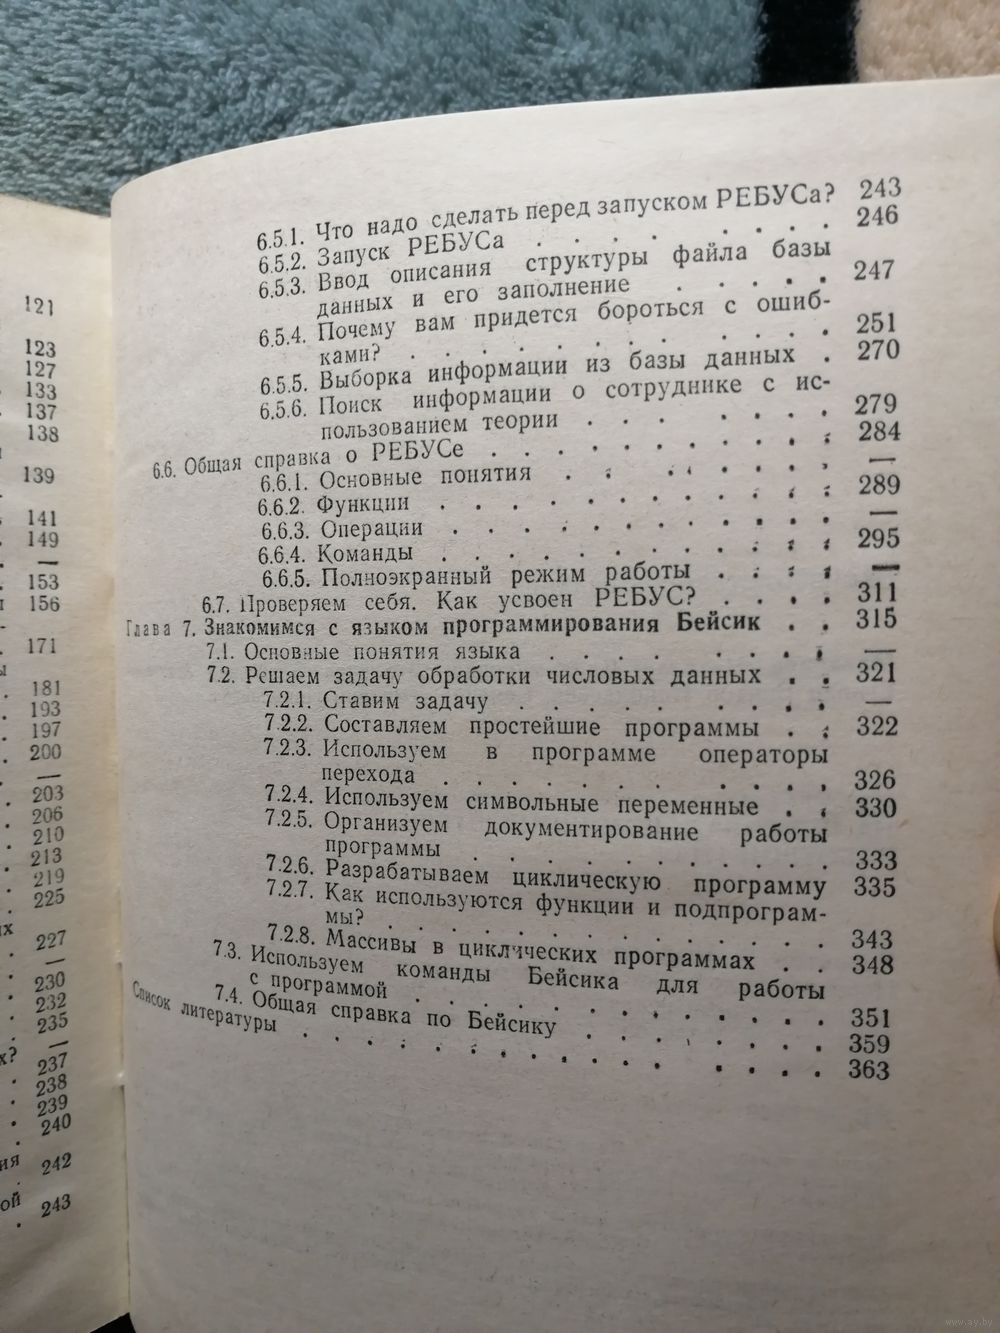 121
123
127
133
137
138
139
141
149
—
153
156
171
181
193
197
200
—
203
206
210
213
219
225
227
—
230
232
235
—
х? 237
238
239
240
ия 242
ой 243
6.5.1. Что надо сделать перед запуском РЕБУСа? 243
6.5.2. Запуск РЕБУСа . . . . . . . . 246
6.5.3. Ввод описания структуры файла базы
данных и его заполнение . . . . . 247
6.5.4. Почему вам придется бороться с ошиб-
ками? . . . . . . . . . . . 251
6.5.5. Выборка информации из базы данных . 270
6.5.6. Поиск информации о сотруднике с ис-
пользованием теории . . . . . . . 279
6.6. Общая справка о РЕБУСе . . . . . . . . . . 284
6.6.1. Основные понятия . . . . . . . . —
6.6.2. Функции . . . . . . . . . . . 289
6.6.3. Операции . . . . . . . . . . . —
6.6.4. Команды . . . . . . . . . . . 295
6.6.5. Полноэкранный режим работы . . . . —
6.7. Проверяем себя. Как усвоен РЕБУС? . . . . 311
Глава 7. Знакомимся с языком программирования Бейсик . . 315
7.1. Основные понятия языка . . . . . . . . —
7.2. Решаем задачу обработки числовых данных . . 321
7.2.1. Ставим задачу . . . . . . . . . —
7.2.2. Составляем простейшие программы . . 322
7.2.3. Используем в программе операторы
перехода . . . . . . . . . . . 326
7.2.4. Используем символьные переменные . . 330
7.2.5. Организуем документирование работы
программы . . . . . . . . . . 333
7.2.6. Разрабатываем циклическую программу 335
7.2.7. Как используются функции и подпрограм-
мы? . . . . . . . . . . . . 343
7.2.8. Массивы в циклических программах . . 348
7.3. Используем команды Бейсика для работы
с программой . . . . . . . . . . . . 351
7.4. Общая справка по Бейсику . . . . . . . . 359
Список литературы . . . . . . . . . . . . . . . 363
www.ay.by